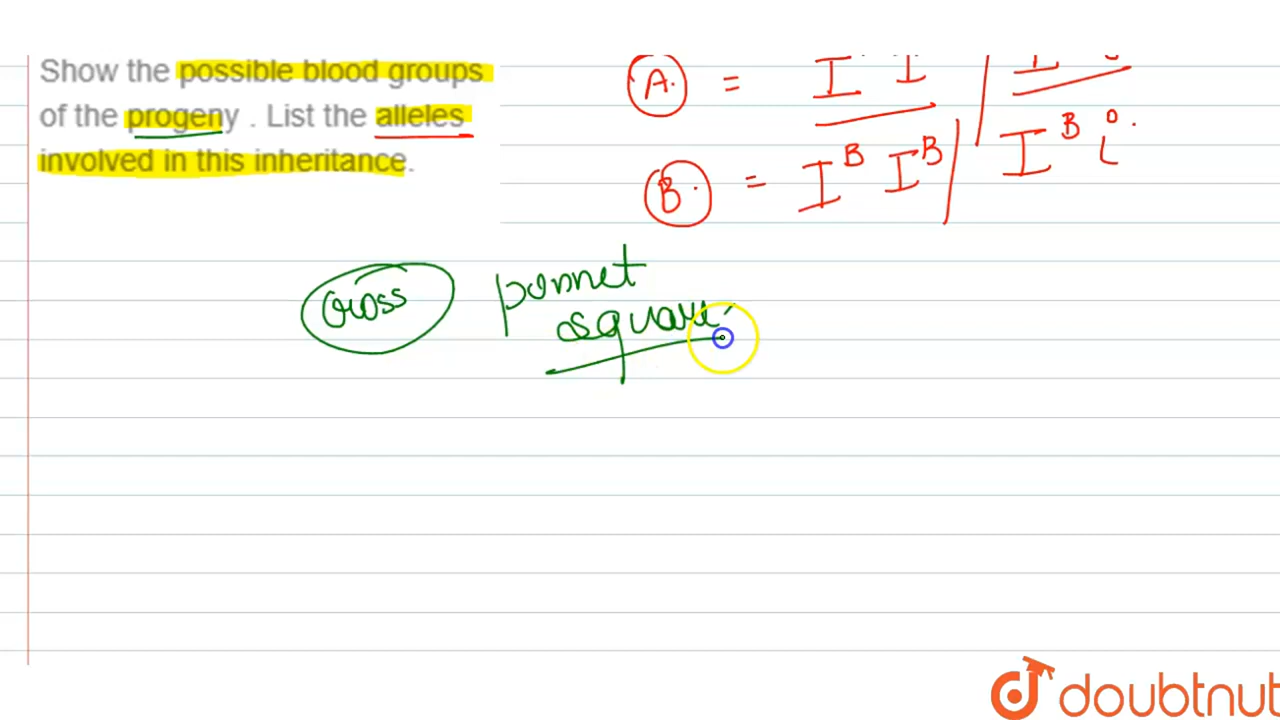 Show the possible blood groups
of the progeny . List the alleles
involved in this inheritance.
A. =
B. = I^B I^B / I^B i^o.
Cross
punnet
square
doubtnut